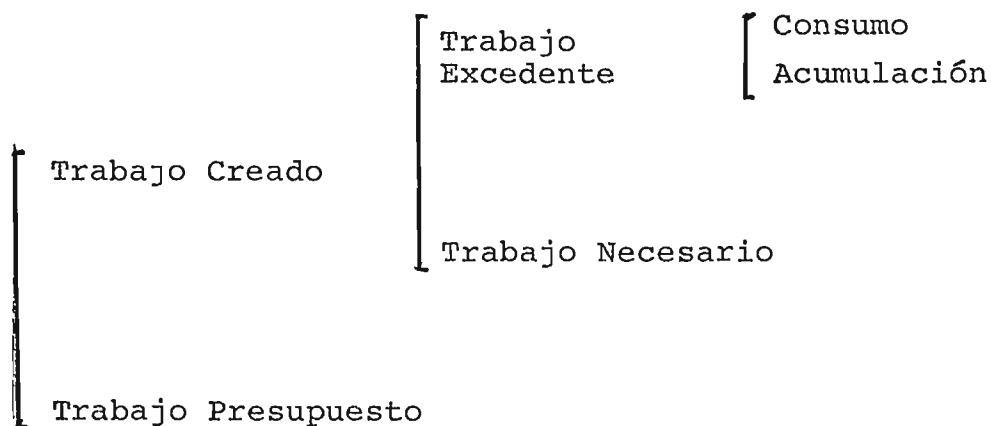 Trabajo
Excedente
Consumo
Acumulación
Trabajo Creado
Trabajo Necesario
Trabajo Presupuesto